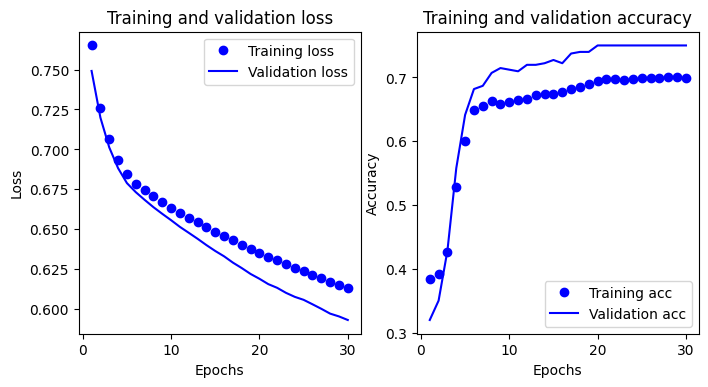 Training and validation loss
Training loss
Validation loss
0.750
0.725
0.700
0.675
0.650
0.625
0.600
Loss
0
10
20
30
Epochs
Training and validation accuracy
0.7
0.6
0.5
0.4
0.3
Accuracy
Training acc
Validation acc
0
10
20
30
Epochs